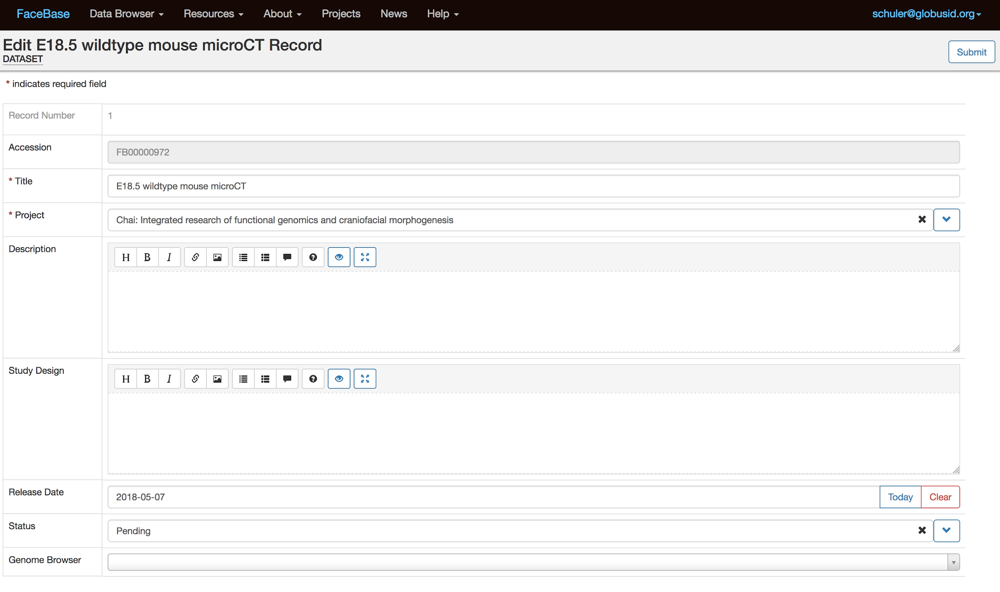 FaceBase Data Browser Resources About Projects News Help schuler@globusid.org
Edit E18.5 wildtype mouse microCT Record
DATASET
Submit
* indicates required field
Record Number 1
Accession FB00000972
* Title E18.5 wildtype mouse microCT
* Project Chai: Integrated research of functional genomics and craniofacial morphogenesis
Description
H B I
Study Design
H B I
Release Date 2018-05-07 Today Clear
Status Pending
Genome Browser